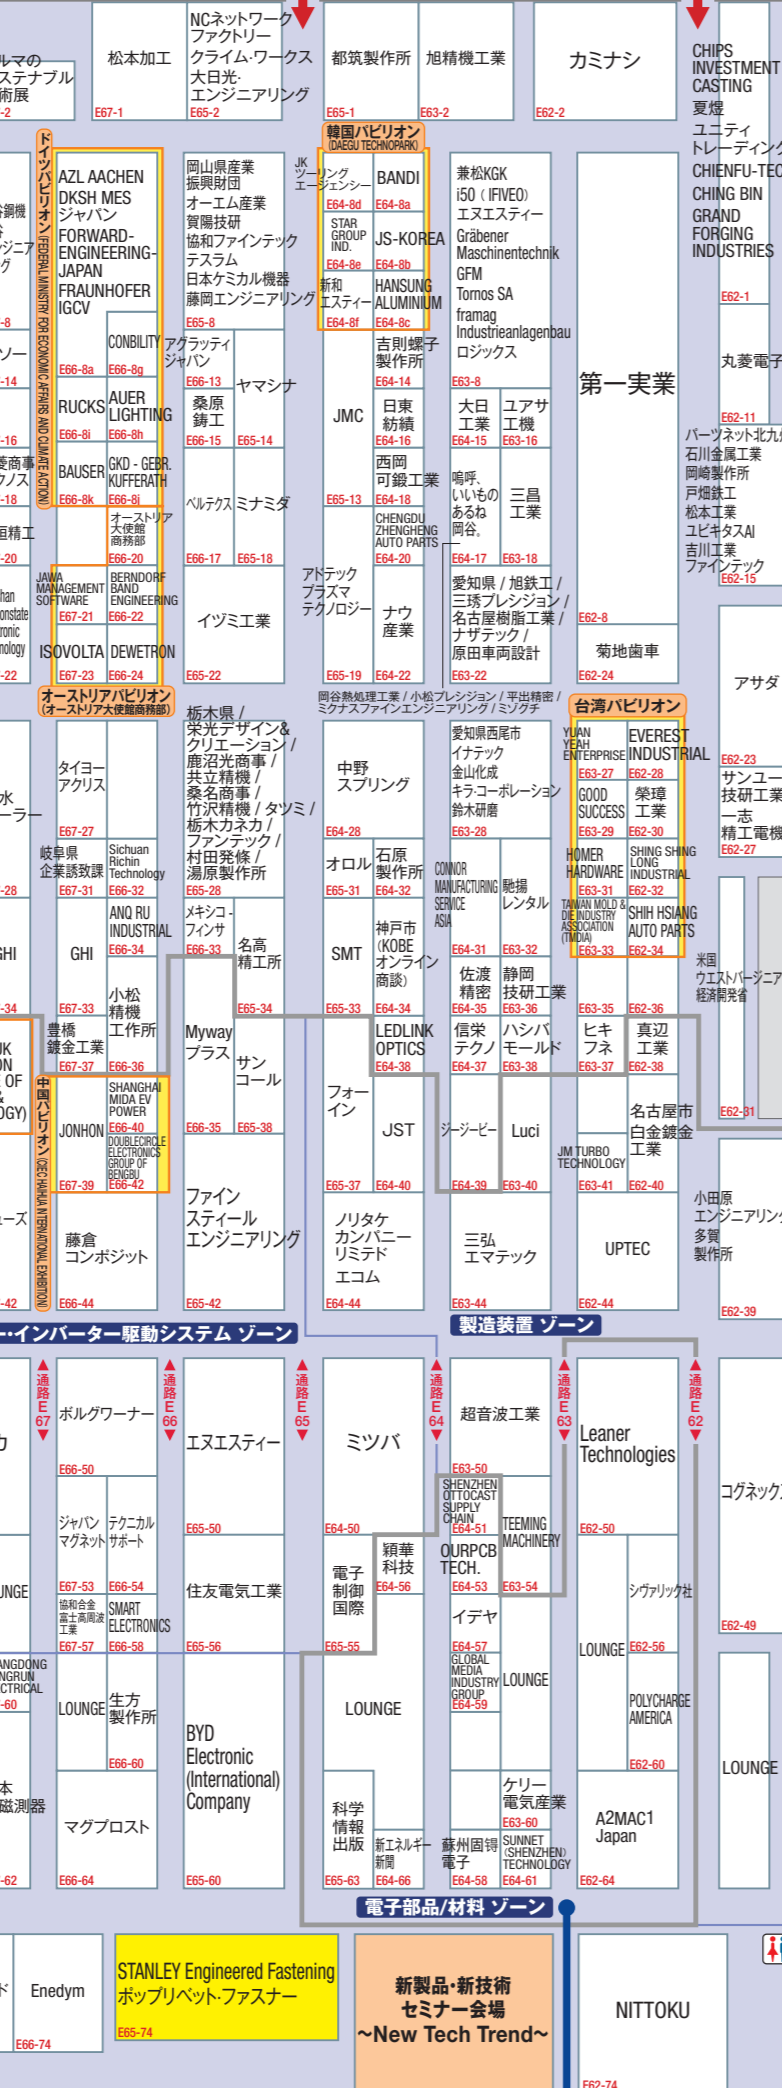 松本加工
E67-1
NCネットワーク
ファクトリー
クライム・ワークス
大日光・
エンジニアリング
E65-2
都筑製作所
E65-1
旭精機工業
E63-2
カミナシ
E62-2
CHIPS
INVESTMENT
CASTING
夏煜
ユニティ
トレーディング
CHIENFU-TEC
CHING BIN
GRAND
FORGING
INDUSTRIES
E62-1
ルマの
ステナブル
術展
-2
ドイツパビリオン (FEDERAL MINISTRY FOR ECONOMIC AFFAIRS AND CLIMATE ACTION)
AZL AACHEN
DKSH MES
ジャパン
FORWARD-
ENGINEERING-
JAPAN
FRAUNHOFER
IGCV
E66-8a
CONBILITY
E66-8g
RUCKS
E66-8i
AUER
LIGHTING
E66-8h
BAUSER
E66-8k
GKD - GEBR.
KUFFERATH
E66-8j
オーストリア
大使館
商務部
E66-20
JAWA
MANAGEMENT
SOFTWARE
E67-21
BERNDORF
BAND
ENGINEERING
E66-22
ISOVOLTA
E67-23
DEWETRON
E66-24
オーストリアパビリオン
(オーストリア大使館商務部)
岡山県産業
振興財団
オーエム産業
賀陽技研
協和ファインテック
テスラム
日本ケミカル機器
藤岡エンジニアリング
E65-8
アグラッティ
ジャパン
E66-13
ヤマシナ
E65-14
桑原
鋳工
E66-15
ベルテクス
E66-17
ミナミダ
E65-18
イヅミ工業
E65-22
韓国パビリオン
(DAEGU TECHNOPARK)
JK
ツーリング
エージェンシー
E64-8d
BANDI
E64-8a
STAR
GROUP
IND.
E64-8e
JS-KOREA
E64-8b
新和
エスティー
E64-8f
HANSUNG
ALUMINIUM
E64-8c
吉則螺子
製作所
E64-14
JMC
E65-13
日東
紡績
E64-16
西岡
可鍛工業
E64-18
CHENGDU
ZHENGHENG
AUTO PARTS
E64-20
アドテック
プラズマ
テクノロジー
E65-19
ナウ
産業
E64-22
兼松KGK
i50（ IFIVEO）
エヌエスティー
Gräbener
Maschinentechnik
GFM
Tornos SA
framag
Industrieanlagenbau
ロジックス
E63-8
大日
工業
E64-15
ユアサ
工機
E63-16
嗚呼、
いいもの
あるね
岡谷。
E64-17
三昌
工業
E63-18
愛知県 / 旭鉄工 /
三琇プレシジョン /
名古屋樹脂工業 /
ナザテック /
原田車両設計
E63-22
岡谷熱処理工業 / 小松プレシジョン / 平出精密 /
ミクナスファインエンジニアリング / ミゾグチ
第一実業
E62-8
菊地歯車
E62-24
丸菱電子
E62-11
パーツネット北九州
石川金属工業
岡崎製作所
戸畑鉄工
松本工業
ユビキタスAI
吉川工業
ファインテック
E62-15
アサダ
E62-23
サンユー
技研工業
一志
精工電機
E62-27
タイヨー
アクリス
E67-27
岐阜県
企業誘致課
E67-31
Sichuan
Richin
Technology
E66-32
GHI
E67-33
ANQ RU
INDUSTRIAL
E66-34
小松
精機
工作所
E66-36
豊橋
鍍金工業
E67-37
中国パビリオン (CIEC/HAIHUA INTERNATIONAL EXHIBITION)
JONHON
E67-39
SHANGHAI
MIDA EV
POWER
E66-40
DOUBLECIRCLE
ELECTRONICS
GROUP OF
BENGBU
E66-42
藤倉
コンポジット
E66-44
栃木県 /
栄光デザイン&
クリエーション /
鹿沼光商事 /
共立精機 /
桑名商事 /
竹沢精機 / タツミ /
栃木カネカ /
ファンテック /
村田発條 /
湯原製作所
E65-28
メキシコ -
フィンサ
E66-33
名高
精工所
E65-34
Myway
プラス
E66-35
サン
コール
E65-38
ファイン
スティール
エンジニアリング
E65-42
中野
スプリング
E64-28
オロル
E65-31
石原
製作所
E64-32
SMT
E65-33
神戸市
(KOBE
オンライン
商談)
E64-34
LEDLINK
OPTICS
E64-38
フォー
イン
E65-37
JST
E64-40
ノリタケ
カンパニー
リミテド
エコム
E64-44
愛知県西尾市
イナテック
金山化成
キラ・コーポレーション
鈴木研磨
E63-28
CONNOR
MANUFACTURING
SERVICE
ASIA
E64-31
馳揚
レンタル
E63-32
佐渡
精密
E64-35
静岡
技研工業
E63-36
信栄
テクノ
E64-37
ハシバ
モールド
E63-38
ジージービー
E64-39
Luci
E63-40
三弘
エマテック
E63-44
台湾パビリオン
YUAN
YEAH
ENTERPRISE
E63-27
EVEREST
INDUSTRIAL
E62-28
GOOD
SUCCESS
E63-29
榮璋
工業
E62-30
HOMER
HARDWARE
E63-31
SHING SHING
LONG
INDUSTRIAL
E62-32
TAIWAN MOLD &
DIE INDUSTRY
ASSOCIATION
(TMDIA)
E63-33
SHIH HSIANG
AUTO PARTS
E62-34
E63-35
E62-36
ヒキ
フネ
E63-37
真辺
工業
E62-38
JM TURBO
TECHNOLOGY
E63-41
名古屋市
白金鍍金
工業
E62-40
UPTEC
E62-44
米国
ウエストバージニア
経済開発省
E62-31
小田原
エンジニアリング
多賀
製作所
E62-39
ー・インバーター駆動システム ゾーン
製造装置 ゾーン
通路E67
通路E66
通路E65
通路E64
通路E63
通路E62
ボルグワーナー
E66-50
ジャパン
マグネット
E67-53
テクニカル
サポート
E66-54
協和合金
富士高周波
工業
E67-57
SMART
ELECTRONICS
E66-58
LOUNGE
生方
製作所
E66-60
マグプロスト
E66-64
エヌエスティー
E65-50
住友電気工業
E65-56
BYD
Electronic
(International)
Company
E65-60
ミツバ
E64-50
電子
制御
国際
E65-55
穎華
科技
E64-56
LOUNGE
科学
情報
出版
E65-63
新エネルギー
新聞
E64-66
超音波工業
E63-50
SHENZHEN
OTTOCAST
SUPPLY
CHAIN
E64-51
TEEMING
MACHINERY
E63-54
OURPCB
TECH.
E64-53
イデヤ
E64-57
GLOBAL
MEDIA
INDUSTRY
GROUP
E64-59
LOUNGE
ケリー
電気産業
E63-60
蘇州固锝
電子
E64-58
SUNNET
(SHENZHEN)
TECHNOLOGY
E64-61
Leaner
Technologies
E62-50
シヴァリック社
E62-56
LOUNGE
POLYCHARGE
AMERICA
E62-60
A2MAC1
Japan
E62-64
コグネックス
E62-49
LOUNGE
電子部品/材料 ゾーン
Enedym
E66-74
STANLEY Engineered Fastening
ポップリベット・ファスナー
E65-74
新製品・新技術
セミナー会場
～New Tech Trend～
NITTOKU
E62-74